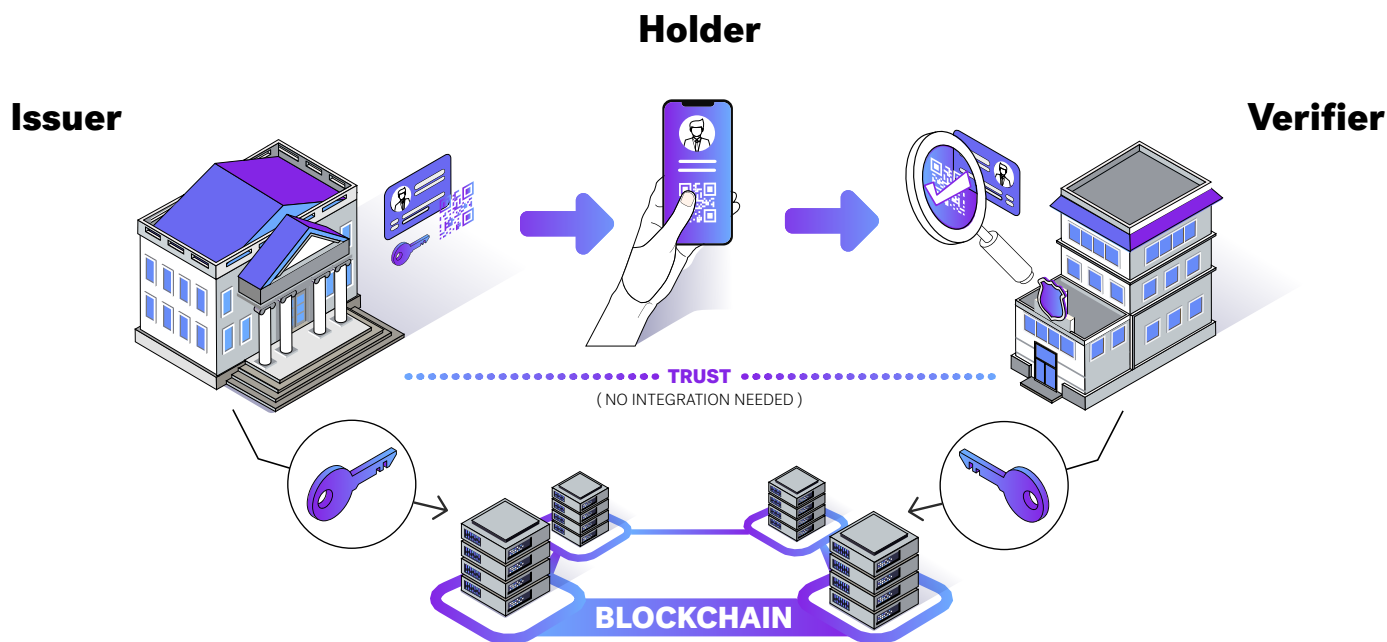 Holder
Issuer
Verifier
TRUST
( NO INTEGRATION NEEDED )
BLOCKCHAIN